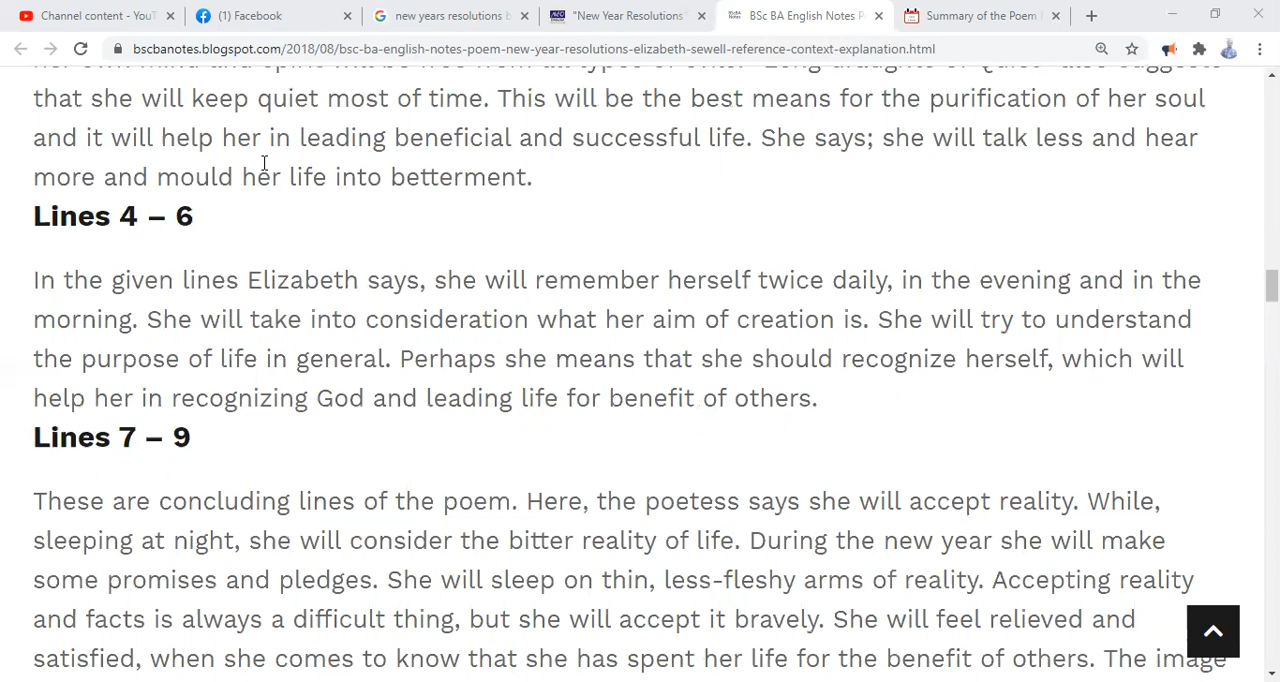 Channel content - YouT
(1) Facebook
new years resolutions b
"New Year Resolutions"
BSc BA English Notes P
Summary of the Poem
bscbanotes.blogspot.com/2018/08/bsc-ba-english-notes-poem-new-year-resolutions-elizabeth-sewell-reference-context-explanation.html
that she will keep quiet most of time. This will be the best means for the purification of her soul
and it will help her in leading beneficial and successful life. She says; she will talk less and hear
more and mould her life into betterment.
Lines 4 – 6
In the given lines Elizabeth says, she will remember herself twice daily, in the evening and in the
morning. She will take into consideration what her aim of creation is. She will try to understand
the purpose of life in general. Perhaps she means that she should recognize herself, which will
help her in recognizing God and leading life for benefit of others.
Lines 7 – 9
These are concluding lines of the poem. Here, the poetess says she will accept reality. While,
sleeping at night, she will consider the bitter reality of life. During the new year she will make
some promises and pledges. She will sleep on thin, less-fleshy arms of reality. Accepting reality
and facts is always a difficult thing, but she will accept it bravely. She will feel relieved and
satisfied, when she comes to know that she has spent her life for the benefit of others. The image